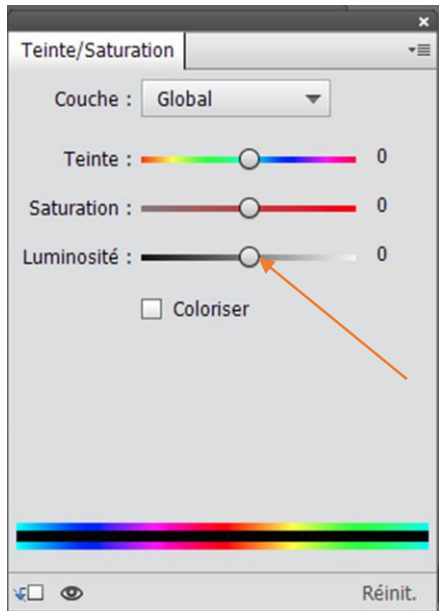 Teinte/Saturation
Couche : Global
Teinte : 0
Saturation : 0
Luminosité : 0
Coloriser
Réinit.